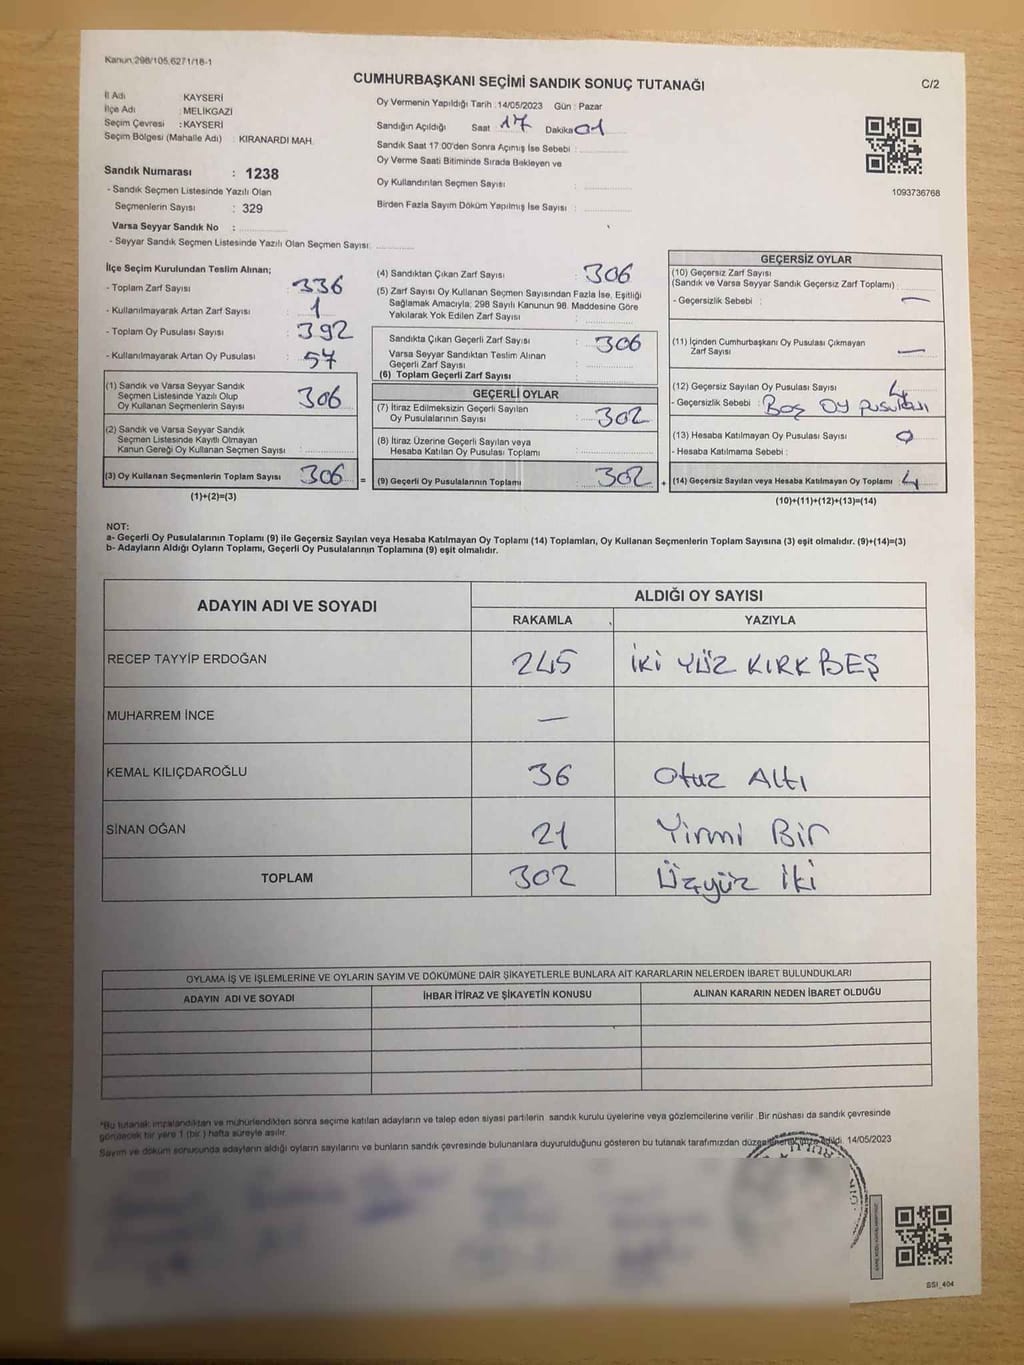 Kanun.298/105,6271/18-1
CUMHURBAŞKANI SEÇİMİ SANDIK SONUÇ TUTANAĞI
C/2
İl Adı KAYSERİ
İlçe Adı : MELİKGAZİ
Seçim Çevresi : KAYSERİ
Seçim Bölgesi (Mahalle Adı) : KIRANARDI MAH.
Oy Vermenin Yapıldığı Tarih :14/05/2023 Gün : Pazar
Sandığın Açıldığı Saat 17 Dakika 01
Sandık Saat 17:00'den Sonra Açımış İse Sebebi :
Oy Verme Saati Bitiminde Sırada Bekleyen ve
Oy Kullandırılan Seçmen Sayısı :
Birden Fazla Sayım Döküm Yapılmış İse Sayısı :
1093736768
Sandık Numarası : 1238
- Sandık Seçmen Listesinde Yazılı Olan
Seçmenlerin Sayısı : 329
Varsa Seyyar Sandık No :
- Seyyar Sandık Seçmen Listesinde Yazılı Olan Seçmen Sayısı:
İlçe Seçim Kurulundan Teslim Alınan;
- Toplam Zarf Sayısı : 336
- Kullanılmayarak Artan Zarf Sayısı : 1
- Toplam Oy Pusulası Sayısı : 392
- Kullanılmayarak Artan Oy Pusulası : 57
(1) Sandık ve Varsa Seyyar Sandık
Seçmen Listesinde Yazılı Olup
Oy Kullanan Seçmenlerin Sayısı : 306
(2) Sandık ve Varsa Seyyar Sandık
Seçmen Listesinde Kayıtlı Olmayan
Kanun Gereği Oy Kullanan Seçmen Sayısı :
(3) Oy Kullanan Seçmenlerin Toplam Sayısı : 306 =
(1)+(2)=(3)
(4) Sandıktan Çıkan Zarf Sayısı : 306
(5) Zarf Sayısı Oy Kullanan Seçmen Sayısından Fazla İse, Eşitliği
Sağlamak Amacıyla; 298 Sayılı Kanunun 98. Maddesine Göre
Yakılarak Yok Edilen Zarf Sayısı :
Sandıkta Çıkan Geçerli Zarf Sayısı : 306
Varsa Seyyar Sandıktan Teslim Alınan
Geçerli Zarf Sayısı :
(6) Toplam Geçerli Zarf Sayısı :
GEÇERLİ OYLAR
(7) İtiraz Edilmeksizin Geçerli Sayılan
Oy Pusulalarının Sayısı : 302
(8) İtiraz Üzerine Geçerli Sayılan veya
Hesaba Katılan Oy Pusulası Toplamı :
(9) Geçerli Oy Pusulalarının Toplamı : 302 +
GEÇERSİZ OYLAR
(10) Geçersiz Zarf Sayısı
(Sandık ve Varsa Seyyar Sandık Geçersiz Zarf Toplamı) :
- Geçersizlik Sebebi : —
(11) İçinden Cumhurbaşkanı Oy Pusulası Çıkmayan
Zarf Sayısı : —
(12) Geçersiz Sayılan Oy Pusulası Sayısı : 4
- Geçersizlik Sebebi : Boş Oy pusulası
(13) Hesaba Katılmayan Oy Pusulası Sayısı : 0
- Hesaba Katılmama Sebebi :
(14) Geçersiz Sayılan veya Hesaba Katılmayan Oy Toplamı : 4
(10)+(11)+(12)+(13)=(14)
NOT:
a- Geçerli Oy Pusulalarının Toplamı (9) ile Geçersiz Sayılan veya Hesaba Katılmayan Oy Toplamı (14) Toplamları, Oy Kullanan Seçmenlerin Toplam Sayısına (3) eşit olmalıdır. (9)+(14)=(3)
b- Adayların Aldığı Oyların Toplamı, Geçerli Oy Pusulalarının Toplamına (9) eşit olmalıdır.
ADAYIN ADI VE SOYADI
ALDIĞI OY SAYISI
RAKAMLA YAZIYLA
RECEP TAYYİP ERDOĞAN 245 İKİ YÜZ KIRK BEŞ
MUHARREM İNCE —
KEMAL KILIÇDAROĞLU 36 Otuz Altı
SİNAN OĞAN 21 Yirmi Bir
TOPLAM 302 Üçyüz İki
OYLAMA İŞ VE İŞLEMLERİNE VE OYLARIN SAYIM VE DÖKÜMÜNE DAİR ŞİKAYETLERLE BUNLARA AİT KARARLARIN NELERDEN İBARET BULUNDUKLARI
ADAYIN ADI VE SOYADI İHBAR İTİRAZ VE ŞİKAYETİN KONUSU ALINAN KARARIN NEDEN İBARET OLDUĞU
*Bu tutanak imzalandıktan ve mühürlendikten sonra seçime katılan adayların ve talep eden siyasi partilerin sandık kurulu üyelerine veya gözlemcilerine verilir .Bir nüshası da sandık çevresinde
görülecek bir yere 1 (bir ) hafta süreyle asılır.
Sayım ve döküm sonucunda adayların aldığı oyların sayılarını ve bunların sandık çevresinde bulunanlara duyurulduğunu gösteren bu tutanak tarafımızdan 14/05/2023
SSI_404